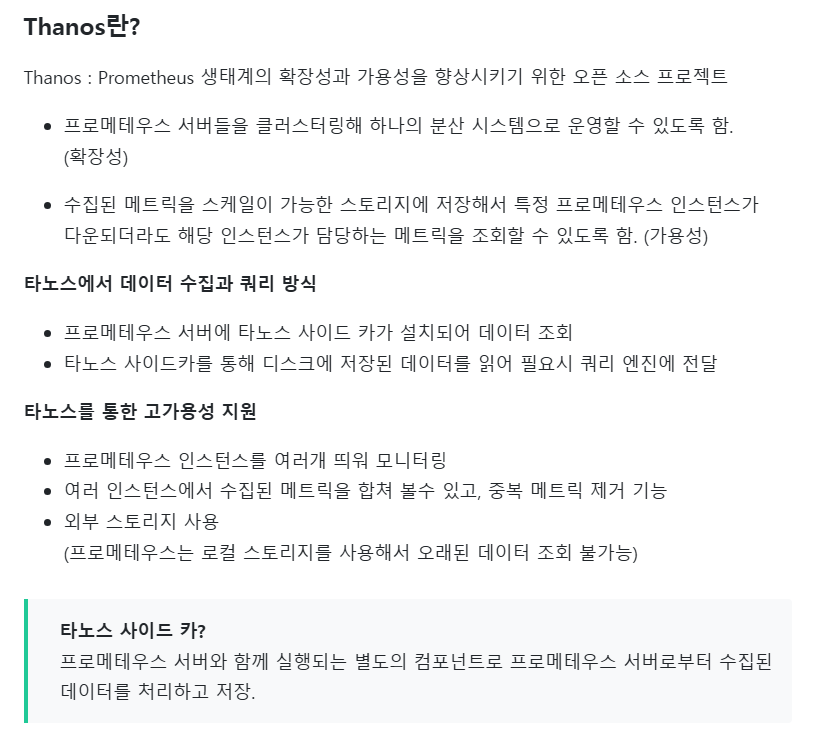 Thanos란?
Thanos : Prometheus 생태계의 확장성과 가용성을 향상시키기 위한 오픈 소스 프로젝트
프로메테우스 서버들을 클러스터링해 하나의 분산 시스템으로 운영할 수 있도록 함.
(확장성)
수집된 메트릭을 스케일이 가능한 스토리지에 저장해서 특정 프로메테우스 인스턴스가
다운되더라도 해당 인스턴스가 담당하는 메트릭을 조회할 수 있도록 함. (가용성)
타노스에서 데이터 수집과 쿼리 방식
프로메테우스 서버에 타노스 사이드 카가 설치되어 데이터 조회
타노스 사이드카를 통해 디스크에 저장된 데이터를 읽어 필요시 쿼리 엔진에 전달
타노스를 통한 고가용성 지원
프로메테우스 인스턴스를 여러개 띄워 모니터링
여러 인스턴스에서 수집된 메트릭을 합쳐 볼수 있고, 중복 메트릭 제거 기능
외부 스토리지 사용
(프로메테우스는 로컬 스토리지를 사용해서 오래된 데이터 조회 불가능)
타노스 사이드 카?
프로메테우스 서버와 함께 실행되는 별도의 컴포넌트로 프로메테우스 서버로부터 수집된
데이터를 처리하고 저장.